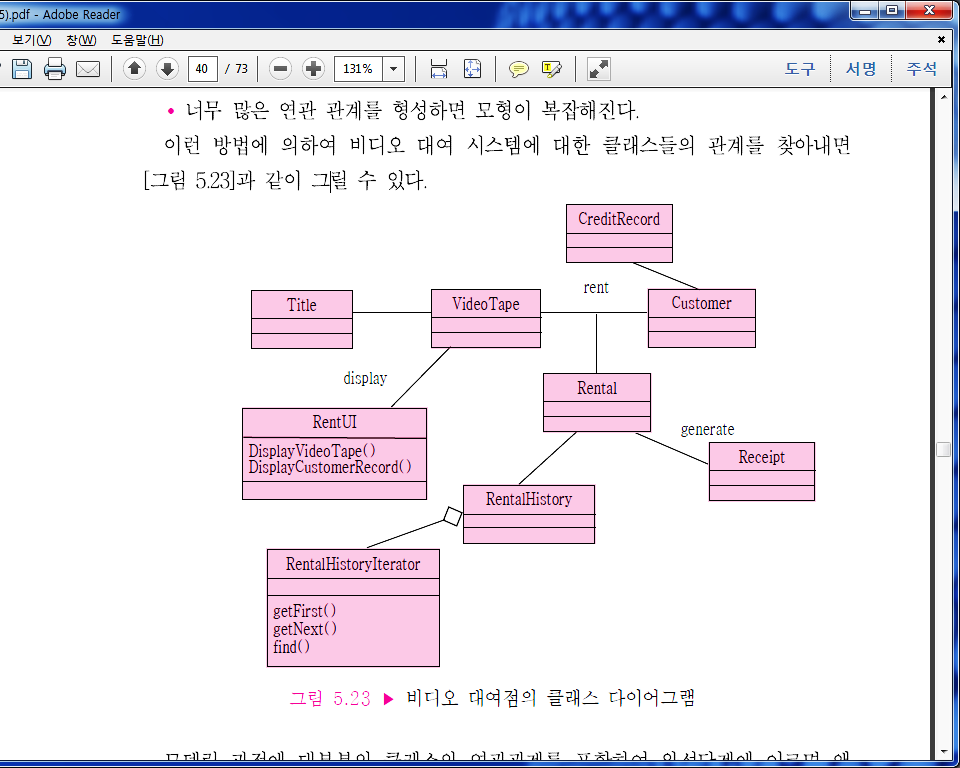 5).pdf - Adobe Reader
보기(V) 창(W) 도움말(H)
40 / 73 131% 도구 서명 주석
• 너무 많은 연관 관계를 형성하면 모형이 복잡해진다.
이런 방법에 의하여 비디오 대여 시스템에 대한 클래스들의 관계를 찾아내면
[그림 5.23]과 같이 그릴 수 있다.
CreditRecord
rent
Title
VideoTape
Customer
display
Rental
RentUI
DisplayVideoTape()
DisplayCustomerRecord()
generate
Receipt
RentalHistory
RentalHistoryIterator
getFirst()
getNext()
find()
그림 5.23 ▶ 비디오 대여점의 클래스 다이어그램